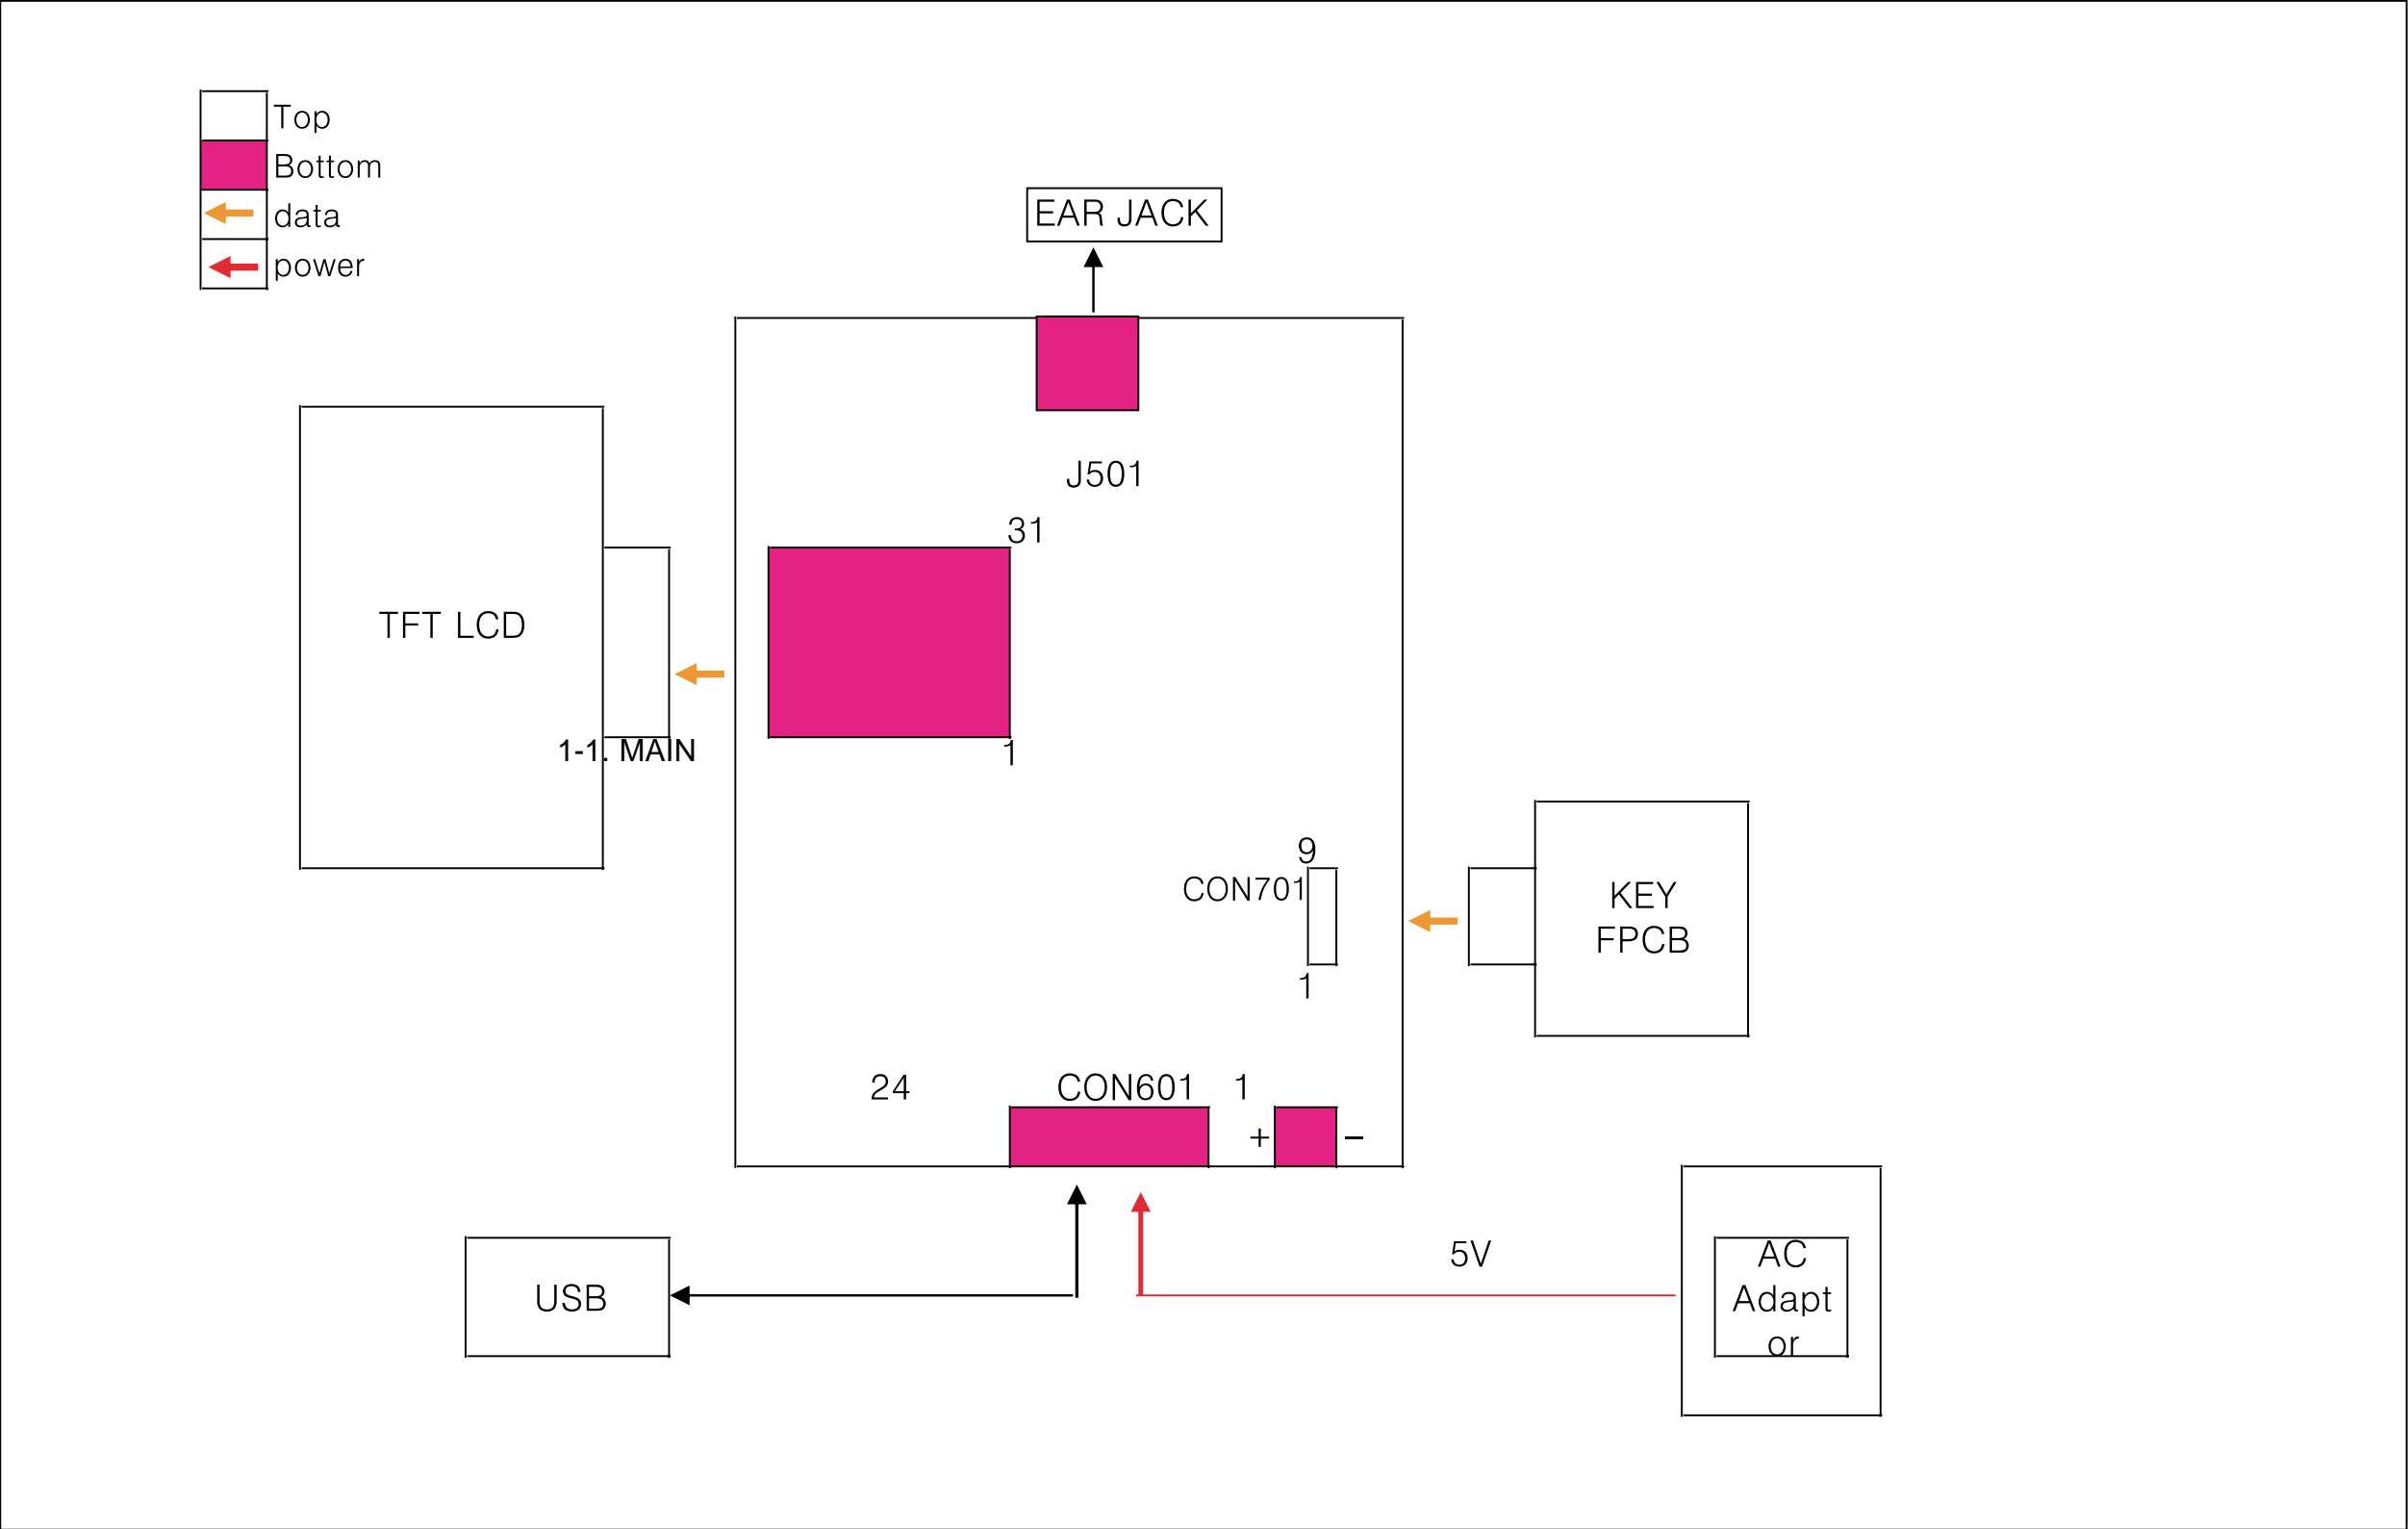 Top
Bottom
data
power
EAR JACK
J501
31
TFT LCD
1-1. MAIN
1
9
CON701
KEY
FPCB
1
24
CON601
1
+
-
5V
USB
AC
Adapt
or